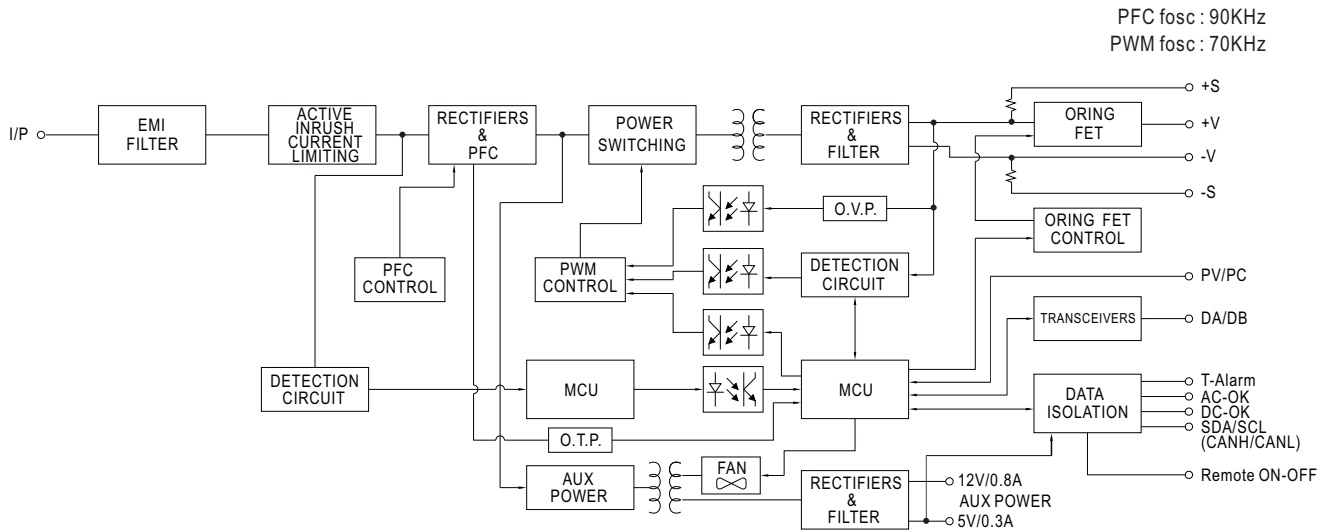 PFC fosc : 90KHz
PWM fosc : 70KHz
I/P
EMI
FILTER
ACTIVE
INRUSH
CURRENT
LIMITING
RECTIFIERS
&
PFC
POWER
SWITCHING
RECTIFIERS
&
FILTER
ORING
FET
+S
+V
-V
-S
O.V.P.
ORING FET
CONTROL
PFC
CONTROL
PWM
CONTROL
DETECTION
CIRCUIT
PV/PC
TRANSCEIVERS
DA/DB
DETECTION
CIRCUIT
MCU
MCU
DATA
ISOLATION
T-Alarm
AC-OK
DC-OK
SDA/SCL
(CANH/CANL)
O.T.P.
AUX
POWER
FAN
RECTIFIERS
&
FILTER
12V/0.8A
AUX POWER
5V/0.3A
Remote ON-OFF